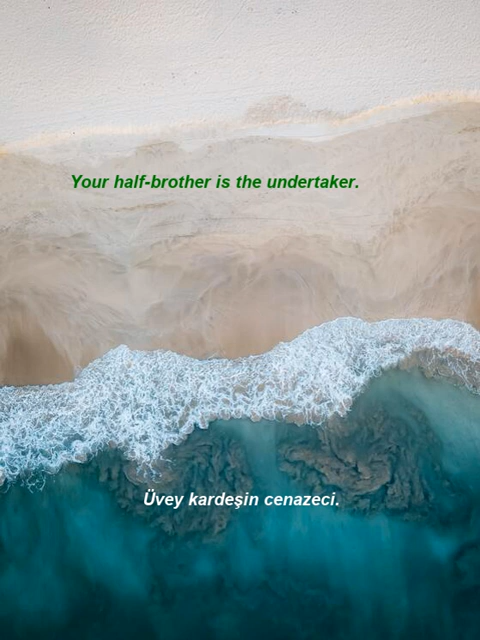 Your half-brother is the undertaker.
Üvey kardeşin cenazeci.